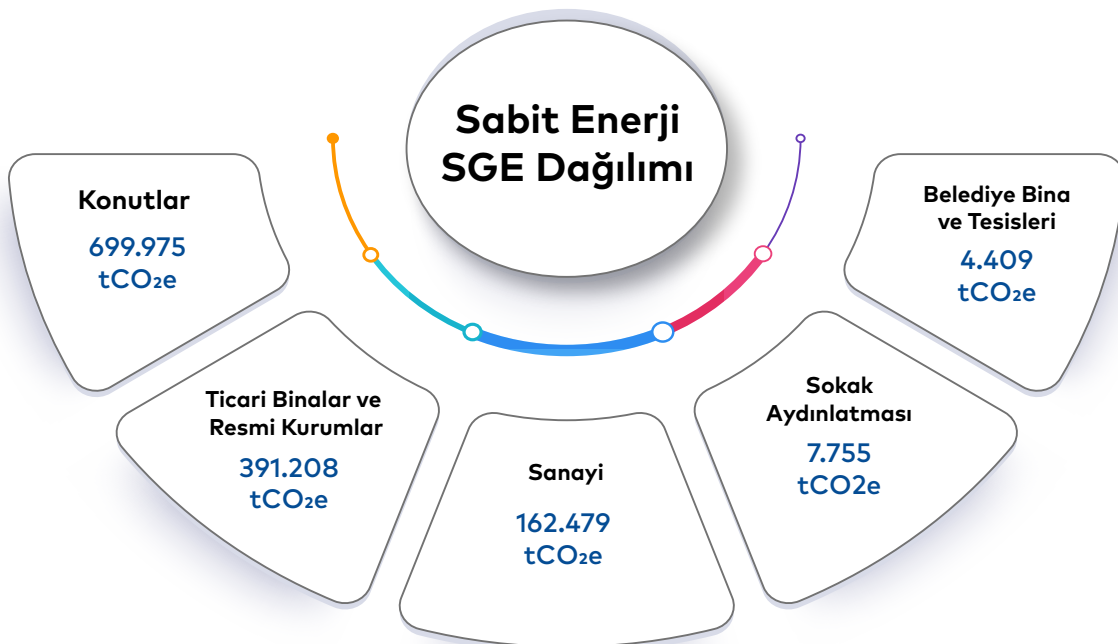 Sabit Enerji
SGE Dağılımı
Konutlar
699.975
tCO₂e
Ticari Binalar ve
Resmi Kurumlar
391.208
tCO₂e
Sanayi
162.479
tCO₂e
Sokak
Aydınlatması
7.755
tCO2e
Belediye Bina
ve Tesisleri
4.409
tCO₂e